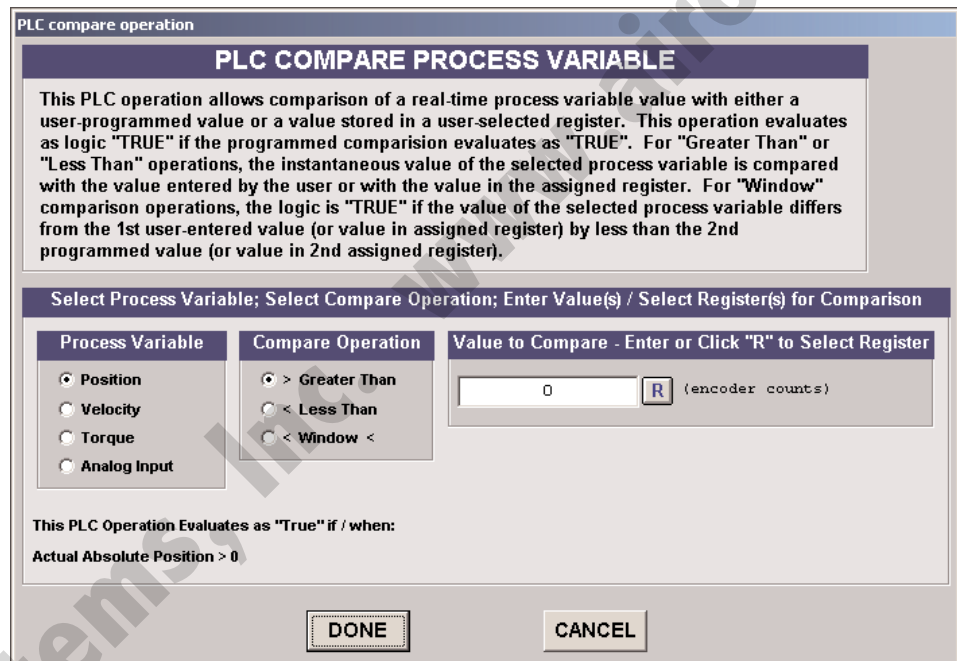 PLC compare operation
PLC COMPARE PROCESS VARIABLE
This PLC operation allows comparison of a real-time process variable value with either a
user-programmed value or a value stored in a user-selected register. This operation evaluates
as logic "TRUE" if the programmed comparision evaluates as "TRUE". For "Greater Than" or
"Less Than" operations, the instantaneous value of the selected process variable is compared
with the value entered by the user or with the value in the assigned register. For "Window"
comparison operations, the logic is "TRUE" if the value of the selected process variable differs
from the 1st user-entered value (or value in assigned register) by less than the 2nd
programmed value (or value in 2nd assigned register).
Select Process Variable; Select Compare Operation; Enter Value(s) / Select Register(s) for Comparison
Process Variable
Position
Velocity
Torque
Analog Input
Compare Operation
> Greater Than
< Less Than
< Window <
Value to Compare - Enter or Click "R" to Select Register
0 R (encoder counts)
This PLC Operation Evaluates as "True" if / when:
Actual Absolute Position > 0
DONE CANCEL